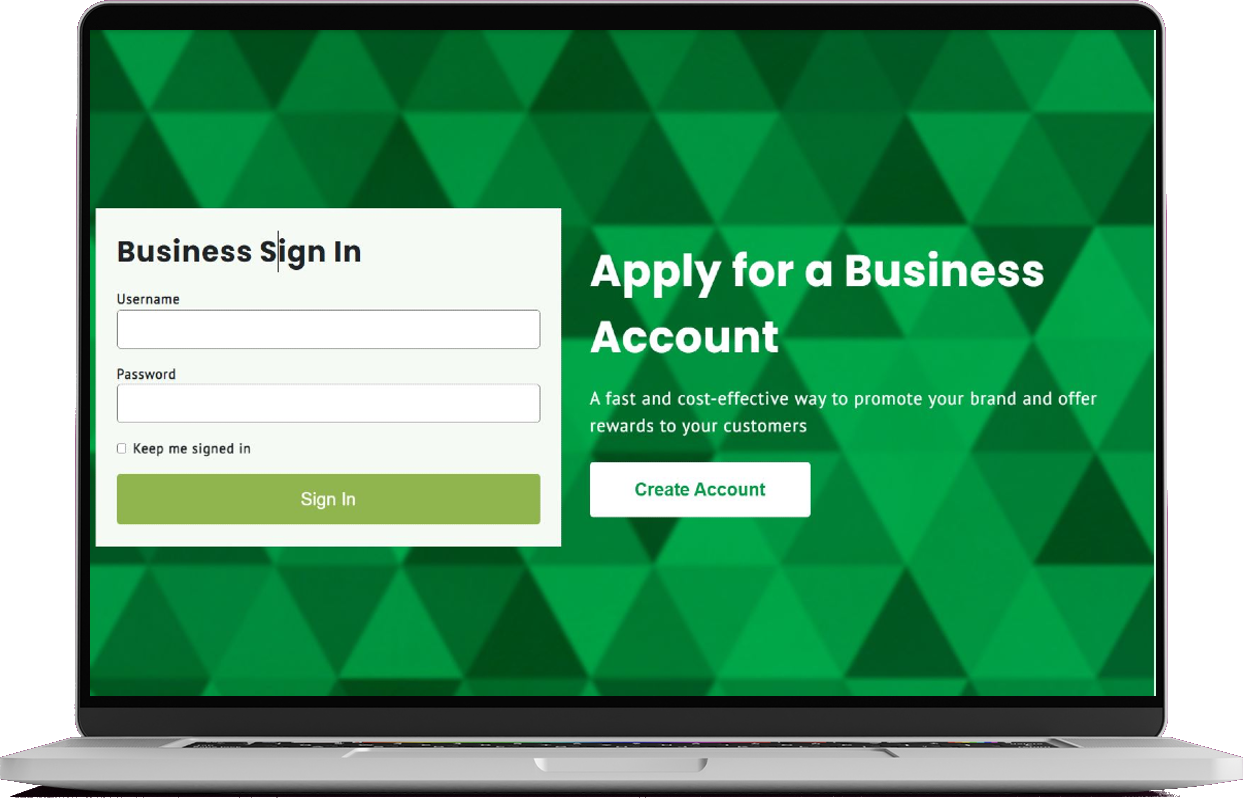 Business Sign In
Username
Password
Keep me signed in
Sign In
Apply for a Business
Account
A fast and cost-effective way to promote your brand and offer
rewards to your customers
Create Account